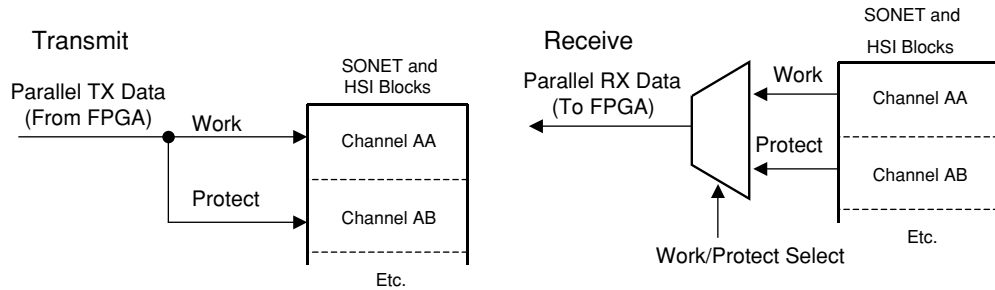 Transmit
SONET and
HSI Blocks
Parallel TX Data
(From FPGA)
Work
Channel AA
Protect
Channel AB
Etc.
Receive
SONET and
HSI Blocks
Parallel RX Data
(To FPGA)
Work
Channel AA
Protect
Channel AB
Work/Protect Select
Etc.